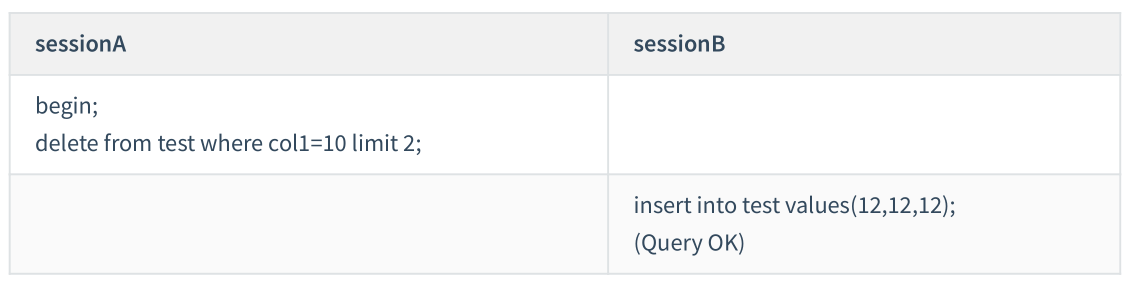 sessionA
sessionB
begin;
delete from test where col1=10 limit 2;
insert into test values(12,12,12);
(Query OK)